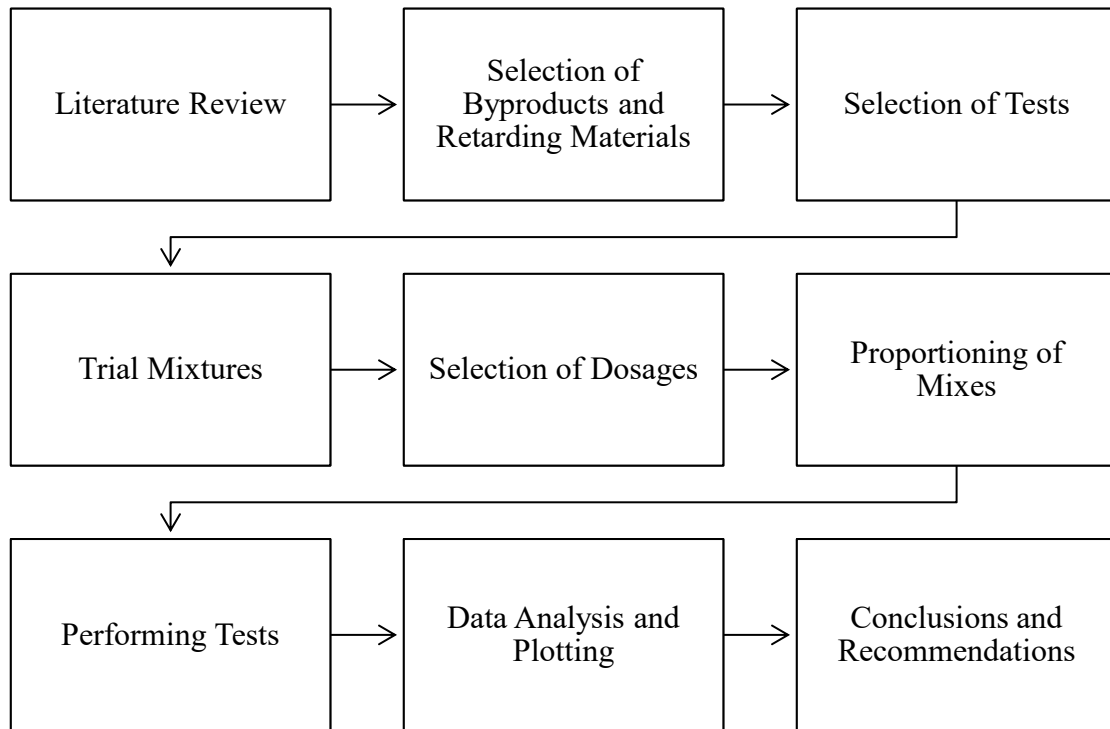 Literature Review
Selection of
Byproducts and
Retarding Materials
Selection of Tests
Trial Mixtures
Selection of Dosages
Proportioning of
Mixes
Performing Tests
Data Analysis and
Plotting
Conclusions and
Recommendations